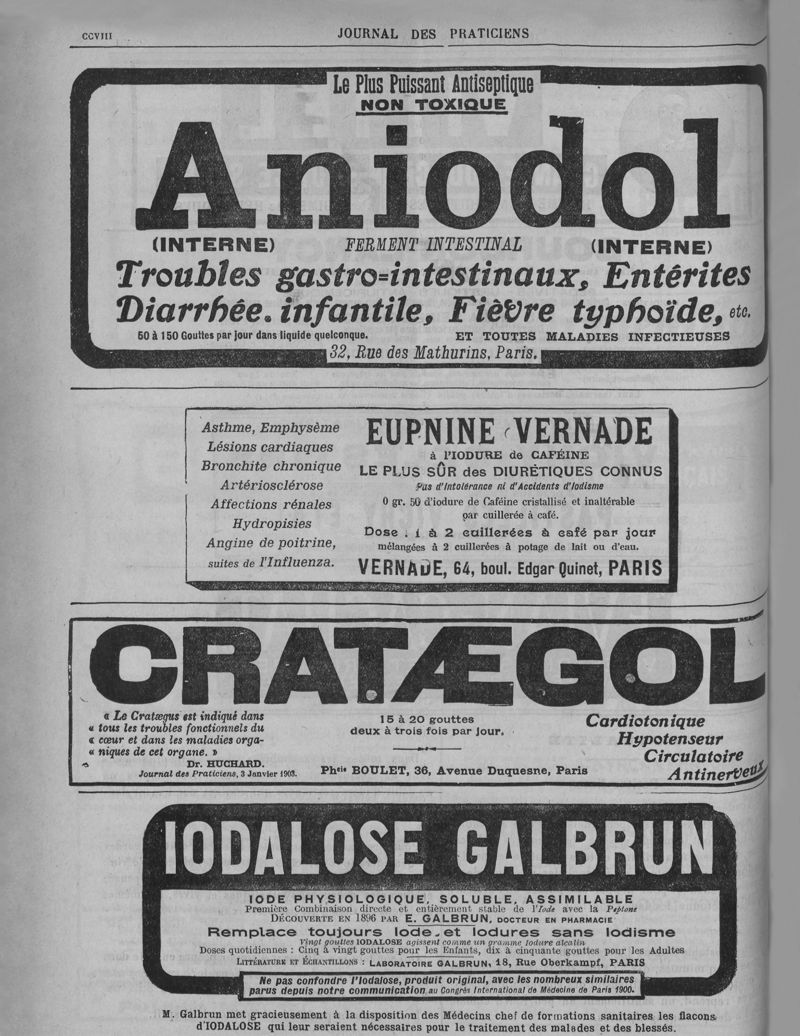 CCVIII
JOURNAL DES PRATICIENS
Le Plus Puissant Antiseptique
NON TOXIQUE
Aniodol
(INTERNE) FERMENT INTESTINAL (INTERNE)
Troubles gastro=intestinaux, Entérites
Diarrhée. infantile, Fièvre typhoïde, etc.
50 à 150 Gouttes par jour dans liquide quelconque. ET TOUTES MALADIES INFECTIEUSES
32, Rue des Mathurins, Paris.
Asthme, Emphysème
Lésions cardiaques
Bronchite chronique
Artériosclérose
Affections rénales
Hydropisies
Angine de poitrine,
suites de l'Influenza.
EUPNINE VERNADE
à l'IODURE de CAFÉINE
LE PLUS SÛR des DIURÉTIQUES CONNUS
Pas d'Intolérance ni d'Accidents d'Iodisme
0 gr. 50 d'iodure de Caféine cristallisé et inaltérable
par cuillerée à café.
Dose : 1 à 2 cuillerées à café par jour
mélangées à 2 cuillerées à potage de lait ou d'eau.
VERNADE, 64, boul. Edgar Quinet, PARIS
CRATÆGOL
« Le Cratægus est indiqué dans
« tous les troubles fonctionnels du
« cœur et dans les maladies orga-
« niques de cet organe. »
Dr. HUCHARD.
Journal des Praticiens, 3 Janvier 1903.
15 à 20 gouttes
deux à trois fois par jour.
Phcie BOULET, 36, Avenue Duquesne, Paris
Cardiotonique
Hypotenseur
Circulatoire
Antinerveux
IODALOSE GALBRUN
IODE PHYSIOLOGIQUE, SOLUBLE, ASSIMILABLE
Première Combinaison directe et entièrement stable de l'Iode avec la Peptone
DÉCOUVERTE EN 1896 PAR E. GALBRUN, DOCTEUR EN PHARMACIE
Remplace toujours Iode et Iodures sans Iodisme
Vingt gouttes IODALOSE agissent comme un gramme Iodure alcalin
Doses quotidiennes : Cinq à vingt gouttes pour les Enfants, dix à cinquante gouttes pour les Adultes
LITTÉRATURE ET ÉCHANTILLONS : LABORATOIRE GALBRUN, 18, Rue Oberkampf, PARIS
Ne pas confondre l'Iodalose, produit original, avec les nombreux similaires
parus depuis notre communication au Congrès International de Médecine de Paris 1900.
M. Galbrun met gracieusement à la disposition des Médecins chef de formations sanitaires les flacons
d'IODALOSE qui leur seraient nécessaires pour le traitement des malades et des blessés.